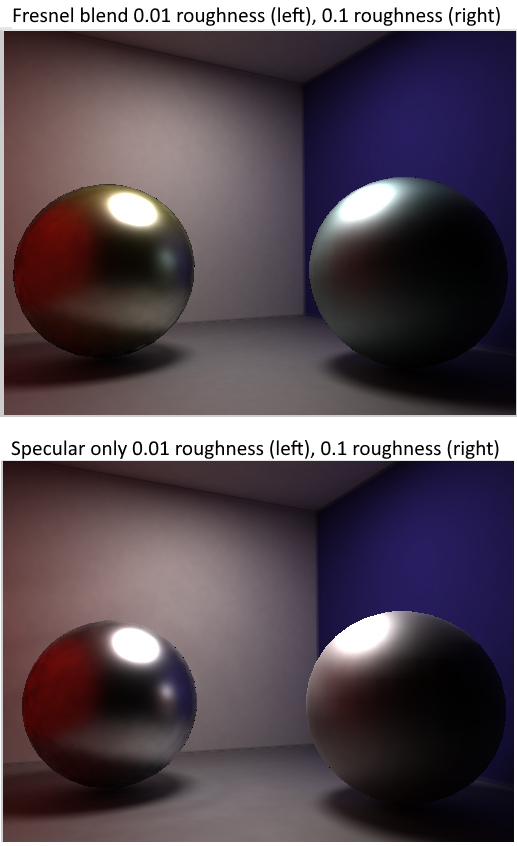 Fresnel blend 0.01 roughness (left), 0.1 roughness (right)
Specular only 0.01 roughness (left), 0.1 roughness (right)